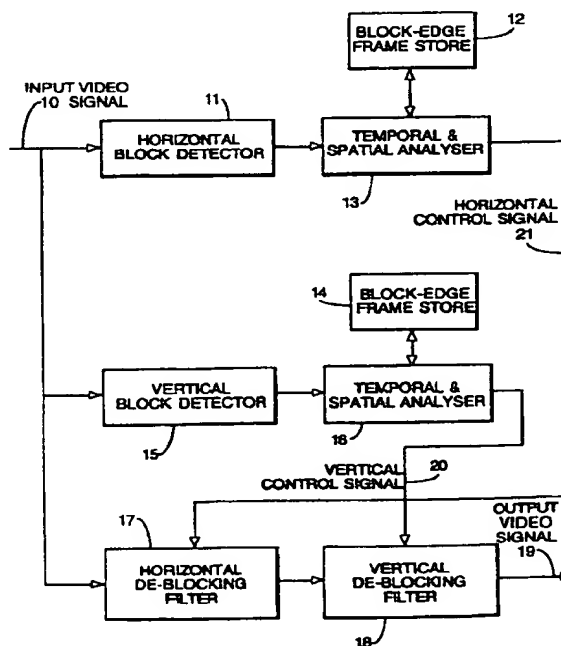 BLOCK-EDGE
FRAME STORE
12
INPUT VIDEO
10 SIGNAL
11
HORIZONTAL
BLOCK DETECTOR
TEMPORAL &
SPATIAL ANALYSER
13
HORIZONTAL
CONTROL SIGNAL
21
14
BLOCK-EDGE
FRAME STORE
VERTICAL
BLOCK DETECTOR
15
TEMPORAL &
SPATIAL ANALYSER
16
VERTICAL
CONTROL SIGNAL
20
17
HORIZONTAL
DE-BLOCKING
FILTER
VERTICAL
DE-BLOCKING
FILTER
18
OUTPUT
VIDEO
SIGNAL
19